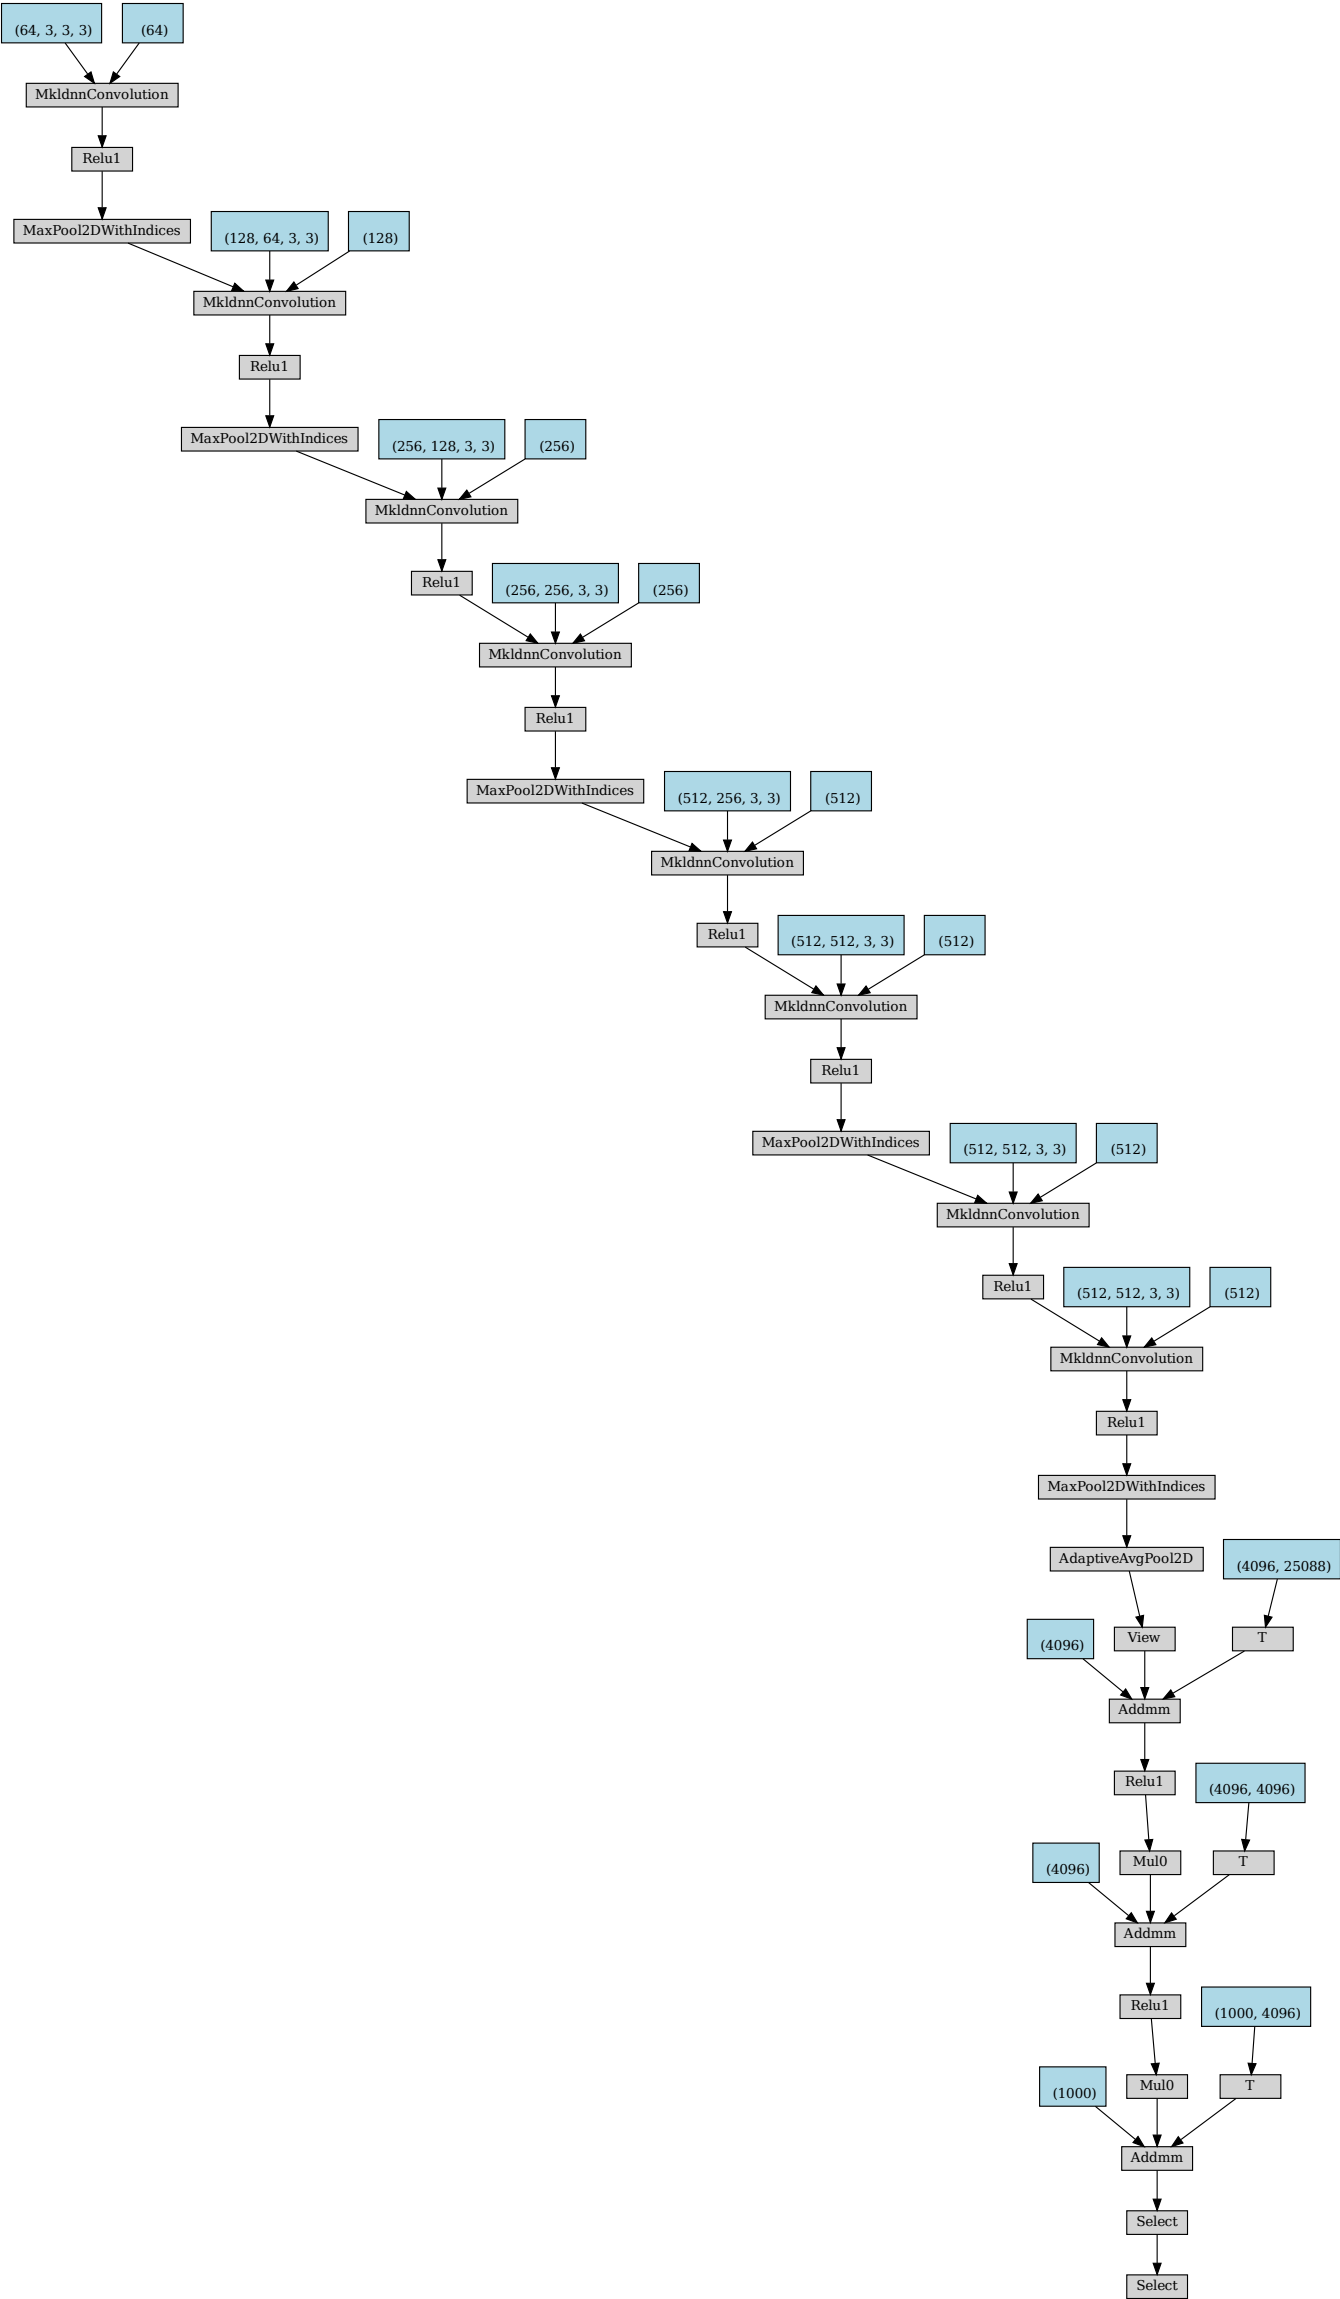 (64, 3, 3, 3)
(64)
MkldnnConvolution
Relu1
MaxPool2DWithIndices
(128, 64, 3, 3)
(128)
MkldnnConvolution
Relu1
MaxPool2DWithIndices
(256, 128, 3, 3)
(256)
MkldnnConvolution
Relu1
(256, 256, 3, 3)
(256)
MkldnnConvolution
Relu1
MaxPool2DWithIndices
(512, 256, 3, 3)
(512)
MkldnnConvolution
Relu1
(512, 512, 3, 3)
(512)
MkldnnConvolution
Relu1
MaxPool2DWithIndices
(512, 512, 3, 3)
(512)
MkldnnConvolution
Relu1
(512, 512, 3, 3)
(512)
MkldnnConvolution
Relu1
MaxPool2DWithIndices
AdaptiveAvgPool2D
(4096, 25088)
(4096)
View
T
Addmm
Relu1
(4096, 4096)
(4096)
Mul0
T
Addmm
Relu1
(1000, 4096)
(1000)
Mul0
T
Addmm
Select
Select